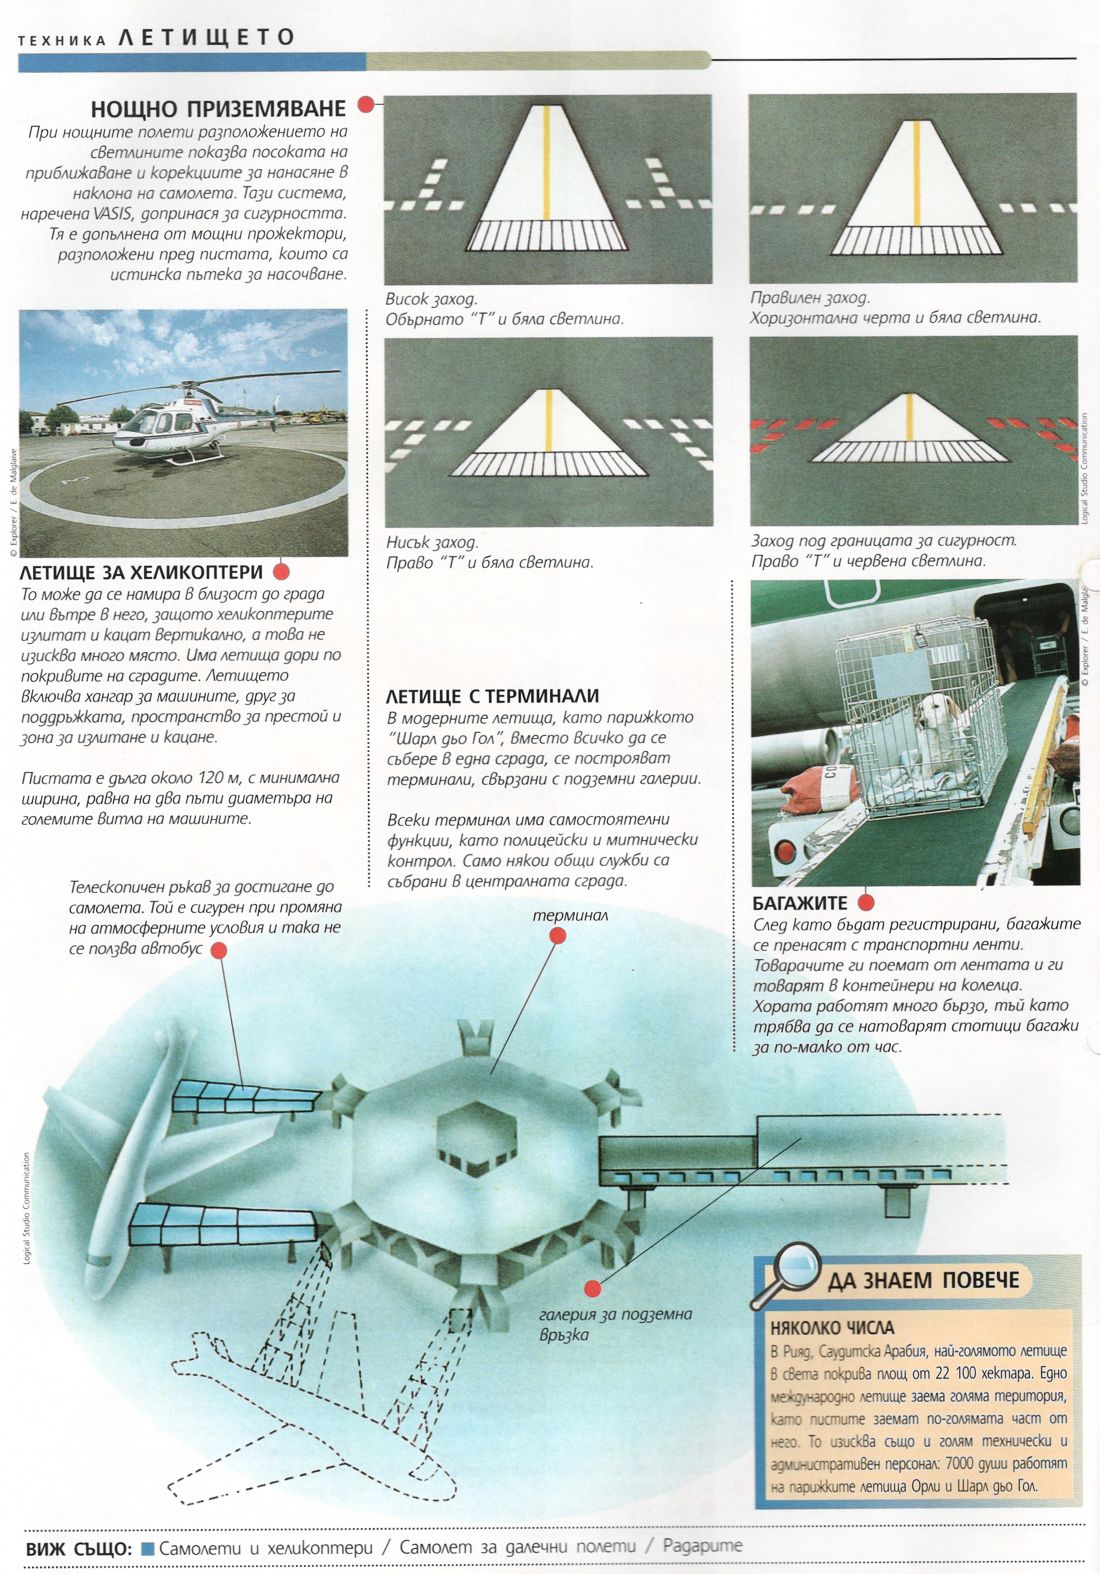 ТЕХНИКА ЛЕТИЩЕТО
НОЩНО ПРИЗЕМЯВАНЕ
При нощните полети разположението на
светлините показва посоката на
приближаване и корекциите за нанасяне в
наклона на самолета. Тази система,
наречена VASIS, допринася за сигурността.
Тя е допълнена от мощни прожектори,
разположени пред пистата, които са
истинска пътека за насочване.
Висок заход.
Обърнато “Т” и бяла светлина.
Правилен заход.
Хоризонтална черта и бяла светлина.
Нисък заход.
Право “Т” и бяла светлина.
Заход под границата за сигурност.
Право “Т” и червена светлина.
Logical Studio Communication
© Explorer / E. de Malglaive
ЛЕТИЩЕ ЗА ХЕЛИКОПТЕРИ
То може да се намира в близост до града
или вътре в него, защото хеликоптерите
излитат и кацат вертикално, а това не
изисква много място. Има летища дори по
покривите на сградите. Летището
включва хангар за машините, друг за
поддръжката, пространство за престой и
зона за излитане и кацане.
Пистата е дълга около 120 м, с минимална
ширина, равна на два пъти диаметъра на
големите витла на машините.
ЛЕТИЩЕ С ТЕРМИНАЛИ
В модерните летища, като парижкото
“Шарл дьо Гол”, вместо всичко да се
събере в една сграда, се построяват
терминали, свързани с подземни галерии.
Всеки терминал има самостоятелни
функции, като полицейски и митнически
контрол. Само някои общи служби са
събрани в централната сграда.
© Explorer / E. de Malglai
БАГАЖИТЕ
След като бъдат регистрирани, багажите
се пренасят с транспортни ленти.
Товарачите ги поемат от лентата и ги
товарят в контейнери на колелца.
Хората работят много бързо, тъй като
трябва да се натоварят стотици багажи
за по-малко от час.
Телескопичен ръкав за достигане до
самолета. Той е сигурен при промяна
на атмосферните условия и така не
се ползва автобус
терминал
галерия за подземна
връзка
Logical Studio Communication
ДА ЗНАЕМ ПОВЕЧЕ
НЯКОЛКО ЧИСЛА
В Рияд, Саудитска Арабия, най-голямото летище
в света покрива площ от 22 100 хектара. Едно
международно летище заема голяма територия,
като пистите заемат по-голямата част от
него. То изисква също и голям технически и
административен персонал: 7000 души работят
на парижките летища Орли и Шарл дьо Гол.
ВИЖ СЪЩО: Самолети и хеликоптери / Самолет за далечни полети / Радарите